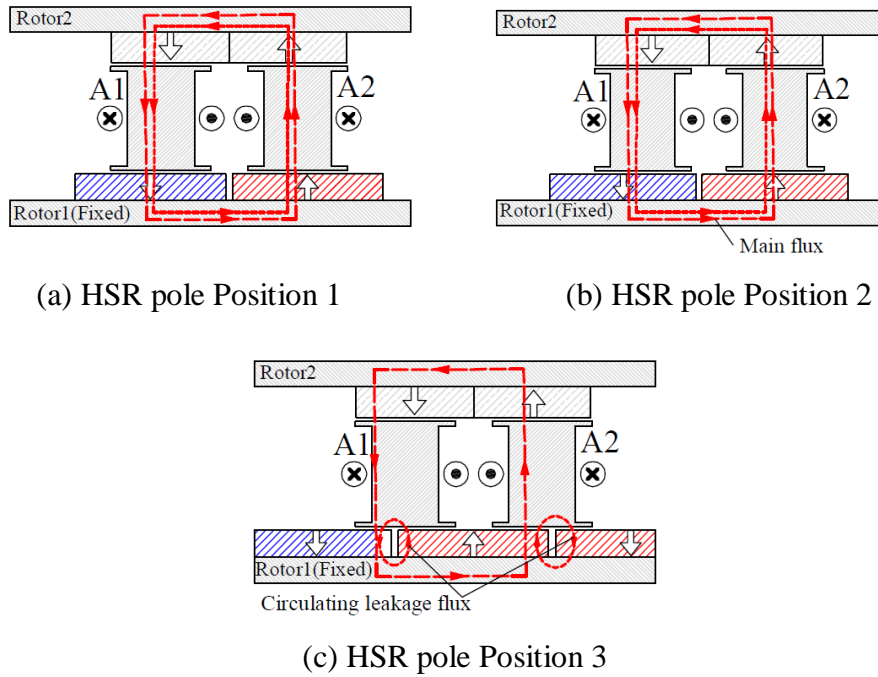 Rotor2
A1
A2
Rotor1(Fixed)
(a) HSR pole Position 1
Rotor2
A1
A2
Rotor1(Fixed)
Main flux
(b) HSR pole Position 2
Rotor2
A1
A2
Rotor1(Fixed)
Circulating leakage flux
(c) HSR pole Position 3